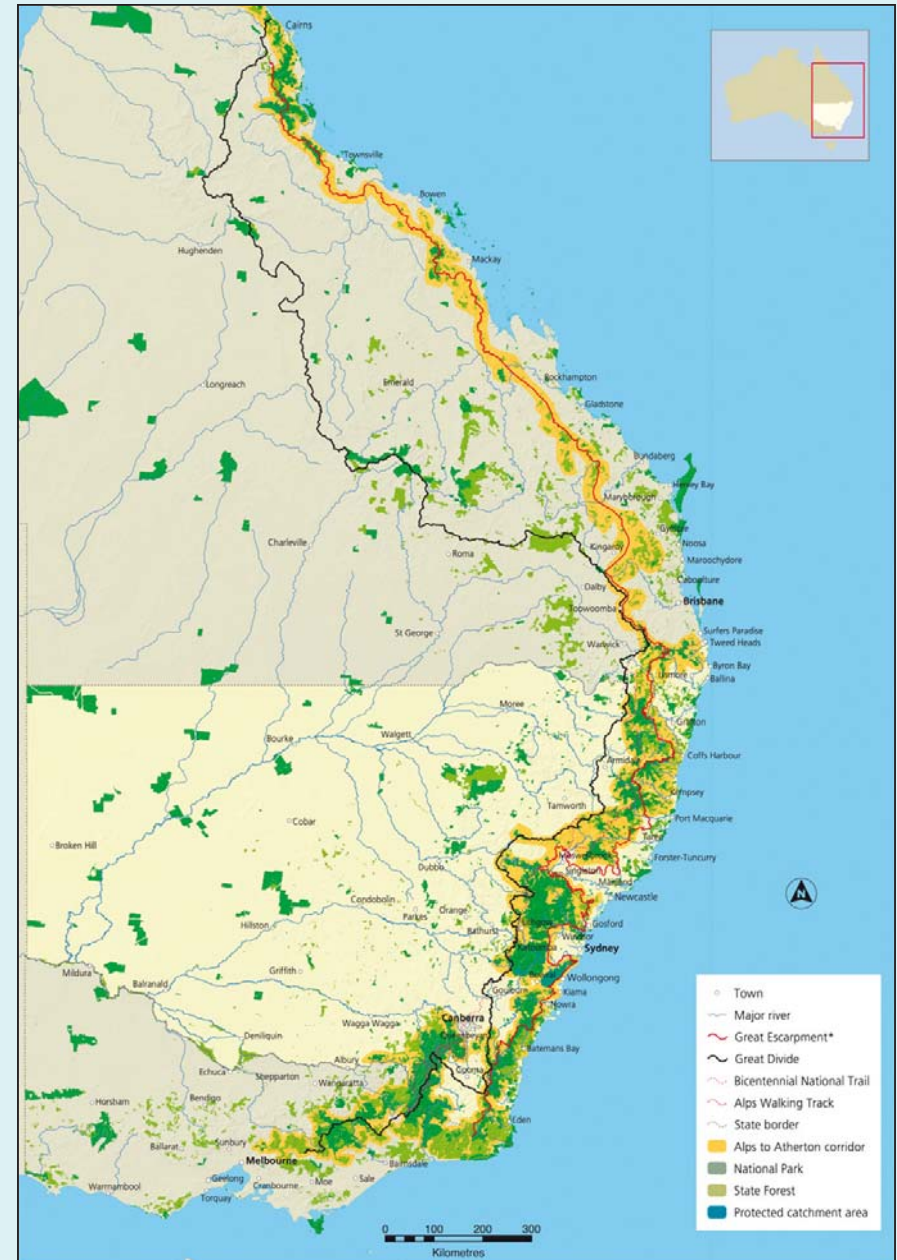 Cairns
Townsville
Bowen
Hughenden
Mackay
Longreach
Emerald
Rockhampton
Gladstone
Bundaberg
Hervey Bay
Maryborough
Gympie
Charleville
Roma
Kingaroy
Noosa
Maroochydore
Dalby
Caboolture
Toowoomba
Brisbane
St George
Warwick
Surfers Paradise
Tweed Heads
Byron Bay
Lismore
Ballina
Moree
Grafton
Bourke
Walgett
Coffs Harbour
Armidale
Kempsey
Tamworth
Cobar
Port Macquarie
Broken Hill
Taree
Forster-Tuncurry
Singleton
Dubbo
Maitland
Newcastle
Condobolin
Parkes
Orange
Gosford
Hillston
Bathurst
Windsor
Katoomba
Sydney
Mildura
Griffith
Wollongong
Balranald
Goulburn
Kiama
Nowra
Canberra
Wagga Wagga
Queanbeyan
Deniliquin
Batemans Bay
Albury
Echuca
Shepparton
Cooma
Wangaratta
Horsham
Bendigo
Eden
Ballarat
Sunbury
Melbourne
Bairnsdale
Geelong
Cranbourne
Moe
Sale
Warrnambool
Torquay
N
Town
Major river
Great Escarpment*
Great Divide
Bicentennial National Trail
Alps Walking Track
State border
Alps to Atherton corridor
National Park
State Forest
Protected catchment area
0 100 200 300
Kilometres